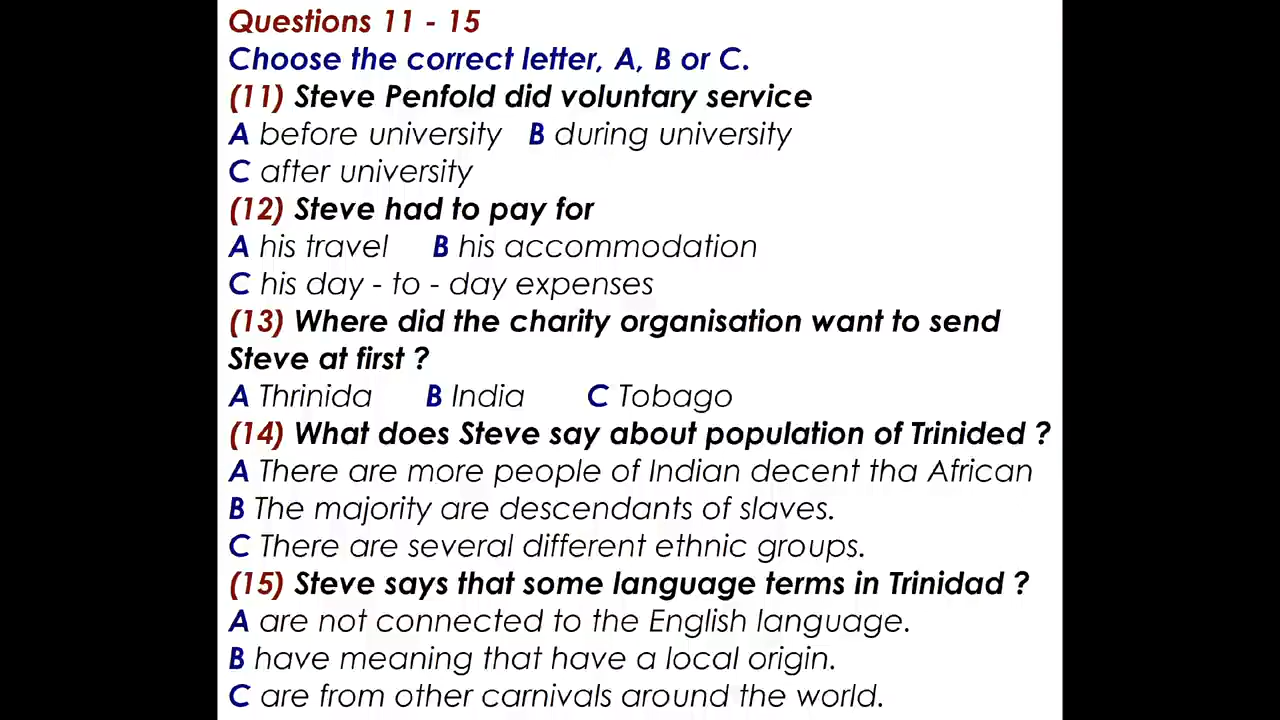 Questions 11 - 15
Choose the correct letter, A, B or C.
(11) Steve Penfold did voluntary service
A before university B during university
C after university
(12) Steve had to pay for
A his travel B his accommodation
C his day - to - day expenses
(13) Where did the charity organisation want to send
Steve at first ?
A Thrinida B India C Tobago
(14) What does Steve say about population of Trinided ?
A There are more people of Indian decent tha African
B The majority are descendants of slaves.
C There are several different ethnic groups.
(15) Steve says that some language terms in Trinidad ?
A are not connected to the English language.
B have meaning that have a local origin.
C are from other carnivals around the world.